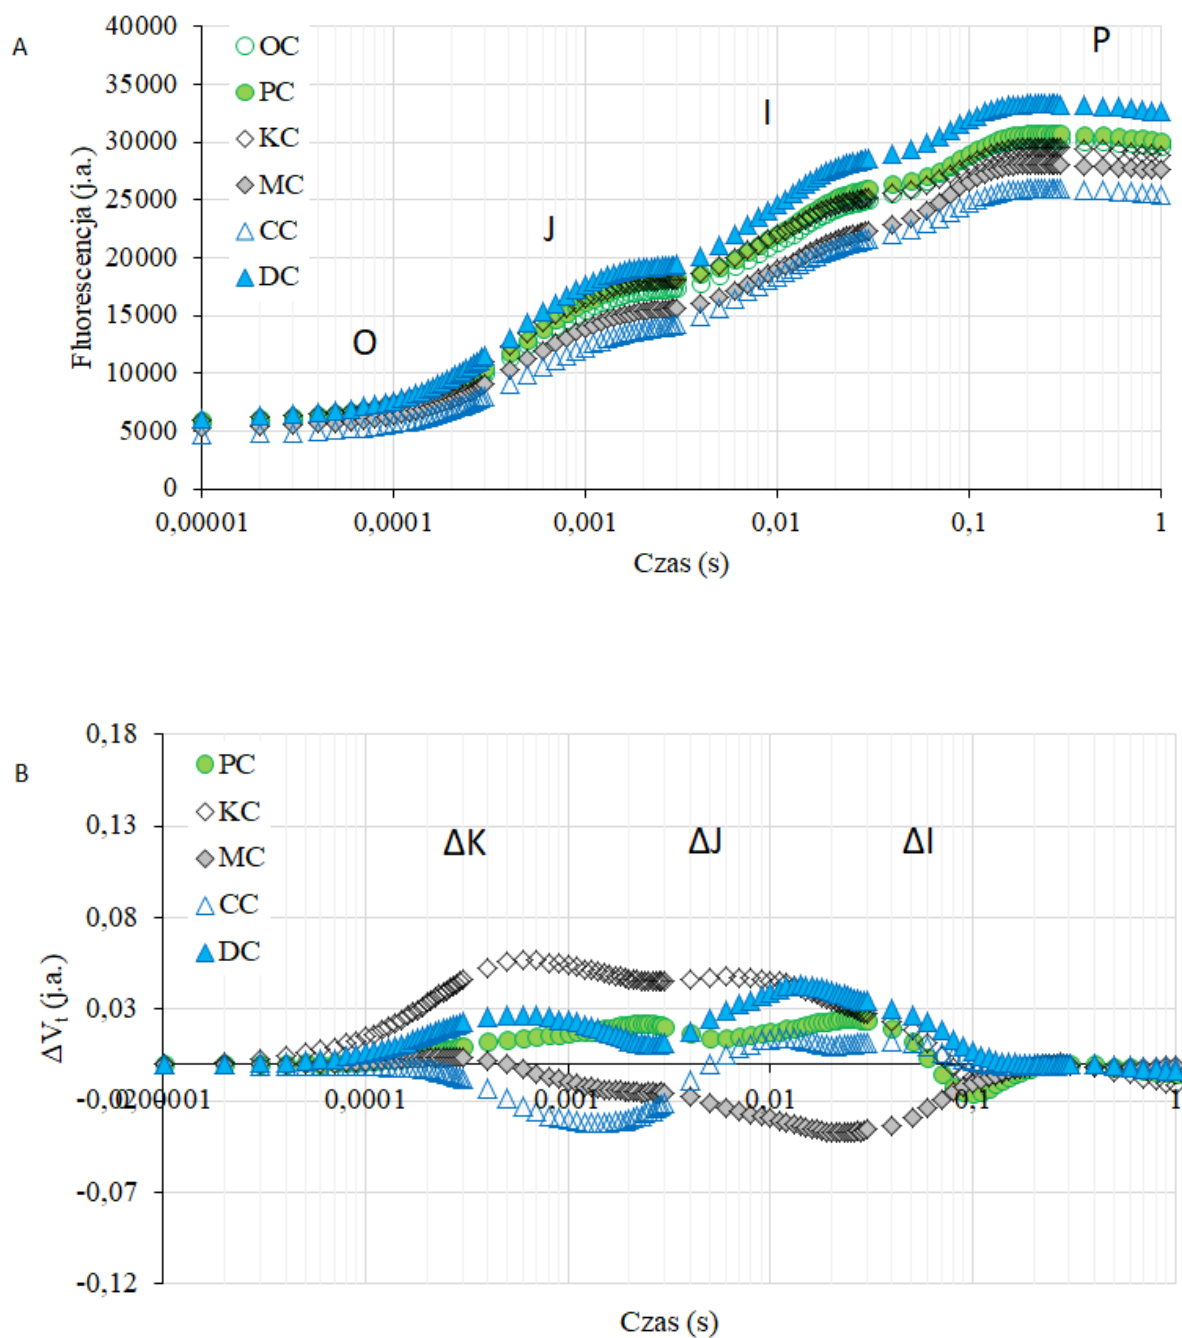 A
40000
35000
30000
25000
20000
15000
10000
5000
0
Fluorescencja (j.a.)
OC
PC
KC
MC
CC
DC
O
J
I
P
0,00001
0,0001
0,001
0,01
0,1
1
Czas (s)
B
0,18
0,13
0,08
0,03
-0,02
-0,07
-0,12
ΔVt (j.a.)
PC
KC
MC
CC
DC
ΔK
ΔJ
ΔI
0,00001
0,0001
0,001
0,01
0,1
1
Czas (s)